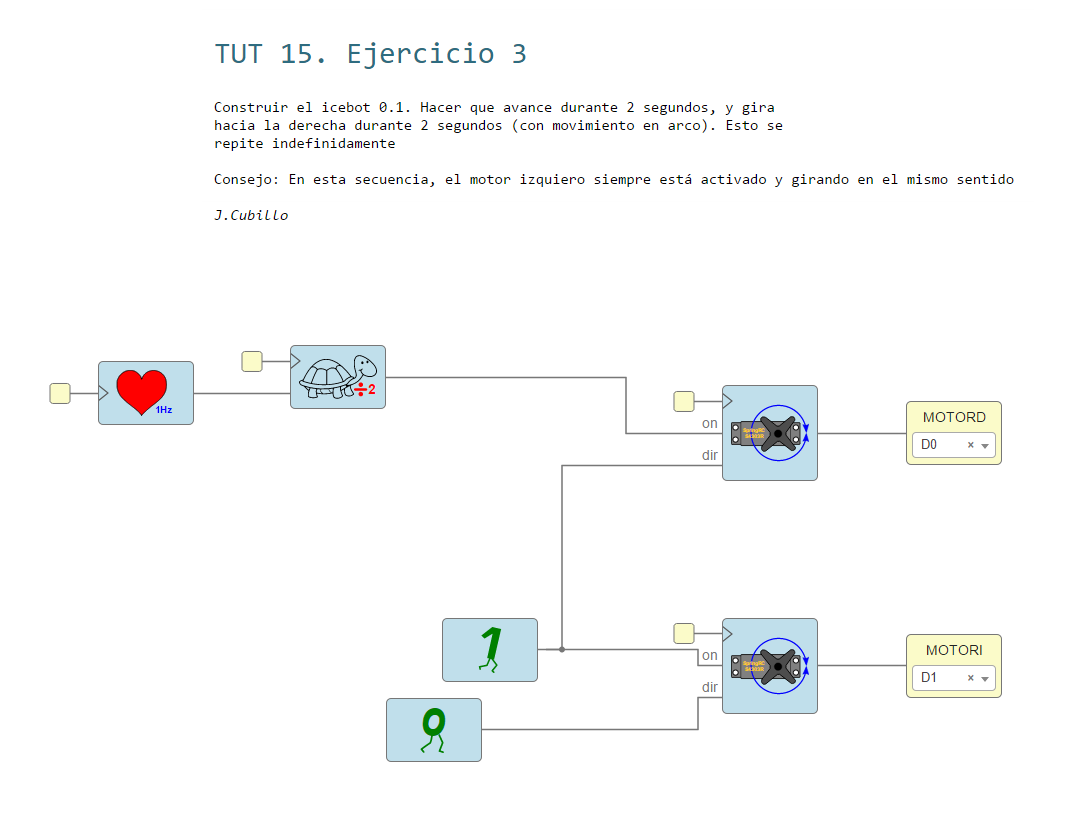 TUT 15. Ejercicio 3
Construir el icebot 0.1. Hacer que avance durante 2 segundos, y gira
hacia la derecha durante 2 segundos (con movimiento en arco). Esto se
repite indefinidamente
Consejo: En esta secuencia, el motor izquiero siempre está activado y girando en el mismo sentido
J.Cubillo
1Hz
÷2
on
dir
MOTORD
D0 ×
1
on
dir
MOTORI
D1 ×
0